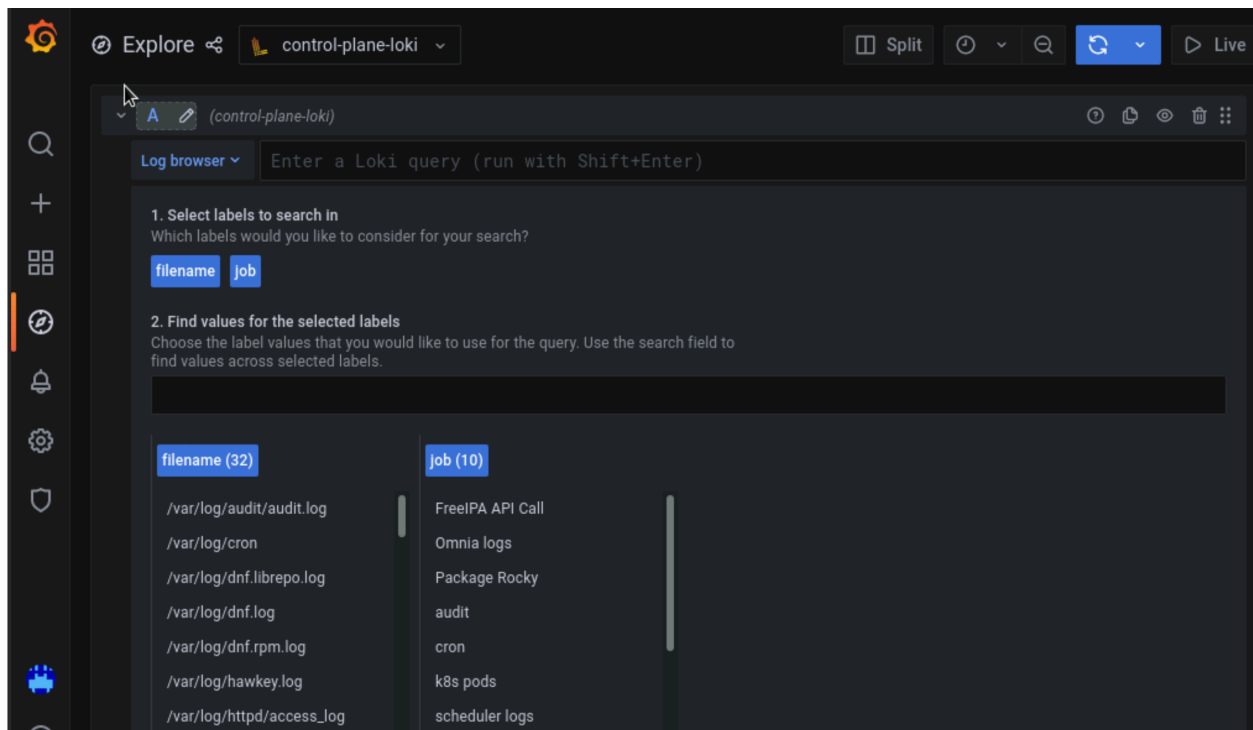 Explore control-plane-loki Split Live
A (control-plane-loki)
Log browser Enter a Loki query (run with Shift+Enter)
1. Select labels to search in
Which labels would you like to consider for your search?
filename job
2. Find values for the selected labels
Choose the label values that you would like to use for the query. Use the search field to
find values across selected labels.
filename (32) job (10)
/var/log/audit/audit.log FreeIPA API Call
/var/log/cron Omnia logs
/var/log/dnf.librepo.log Package Rocky
/var/log/dnf.log audit
/var/log/dnf.rpm.log cron
/var/log/hawkey.log k8s pods
/var/log/httpd/access_log scheduler logs